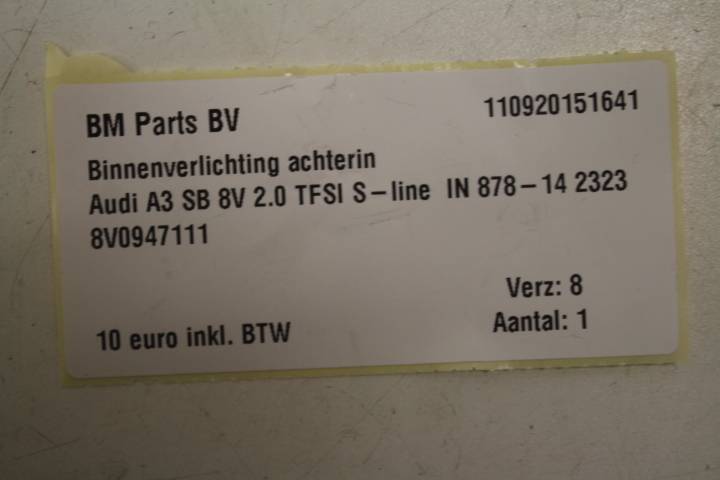 BM Parts BV 110920151641
Binnenverlichting achterin
Audi A3 SB 8V 2.0 TFSI S-line IN 878-14 2323
8V0947111
Verz: 8
10 euro inkl. BTW Aantal: 1